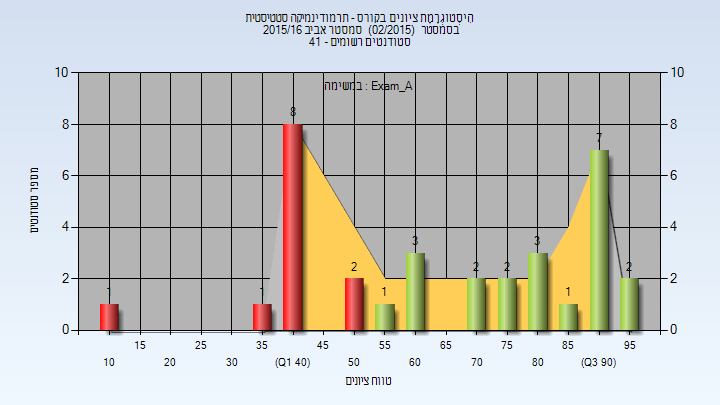 היסטוגרמת ציונים בקורס - תרמודינמיקה סטטיסטית
בסמסטר (02/2015) סמסטר אביב 2015/16
סטודנטים רשומים - 41
במשימה : Exam_A
מספר סטודנטים
10 10
8 8
6 6
4 4
2 2
0 0
1 1 8 2 1 3 2 2 3 1 7 2
15 25 35 45 55 65 75 85 95
10 20 30 (Q1 40) 50 60 70 80 (Q3 90)
טווח ציונים